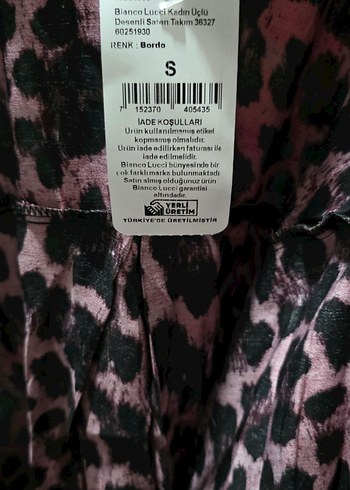 Bianco Lucci Kadın Üçlü
Desenli Saten Takım 36327
60251930
RENK : Bordo
S
7 152370 405435
İADE KOŞULLARI
Ürün kullanılmamış etiket
kopmamış olmalıdır.
Ürün iade edilirken faturası ile
iade edilmelidir.
Bianco Lucci bünyesinde bir
çok farklı marka bulunmaktadır.
Satın almış olduğunuz ürün
Bianco Lucci garantisi
altındadır.
YERLİ
ÜRETİM
TÜRKİYE'DE ÜRETİLMİŞTİR